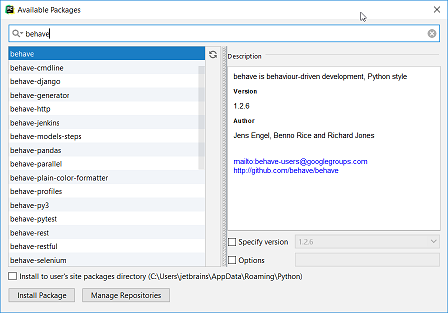 Available Packages
behave
behave
behave-cmdline
behave-django
behave-generator
behave-http
behave-jenkins
behave-models-steps
behave-pandas
behave-parallel
behave-plain-color-formatter
behave-profiles
behave-py3
behave-pytest
behave-rest
behave-restful
behave-selenium
Description
behave is behaviour-driven development, Python style
Version
1.2.6
Author
Jens Engel, Benno Rice and Richard Jones
mailto:behave-users@googlegroups.com
http://github.com/behave/behave
Specify version 1.2.6
Options
Install to user's site packages directory (C:\Users\jetbrains\AppData\Roaming\Python)
Install Package Manage Repositories